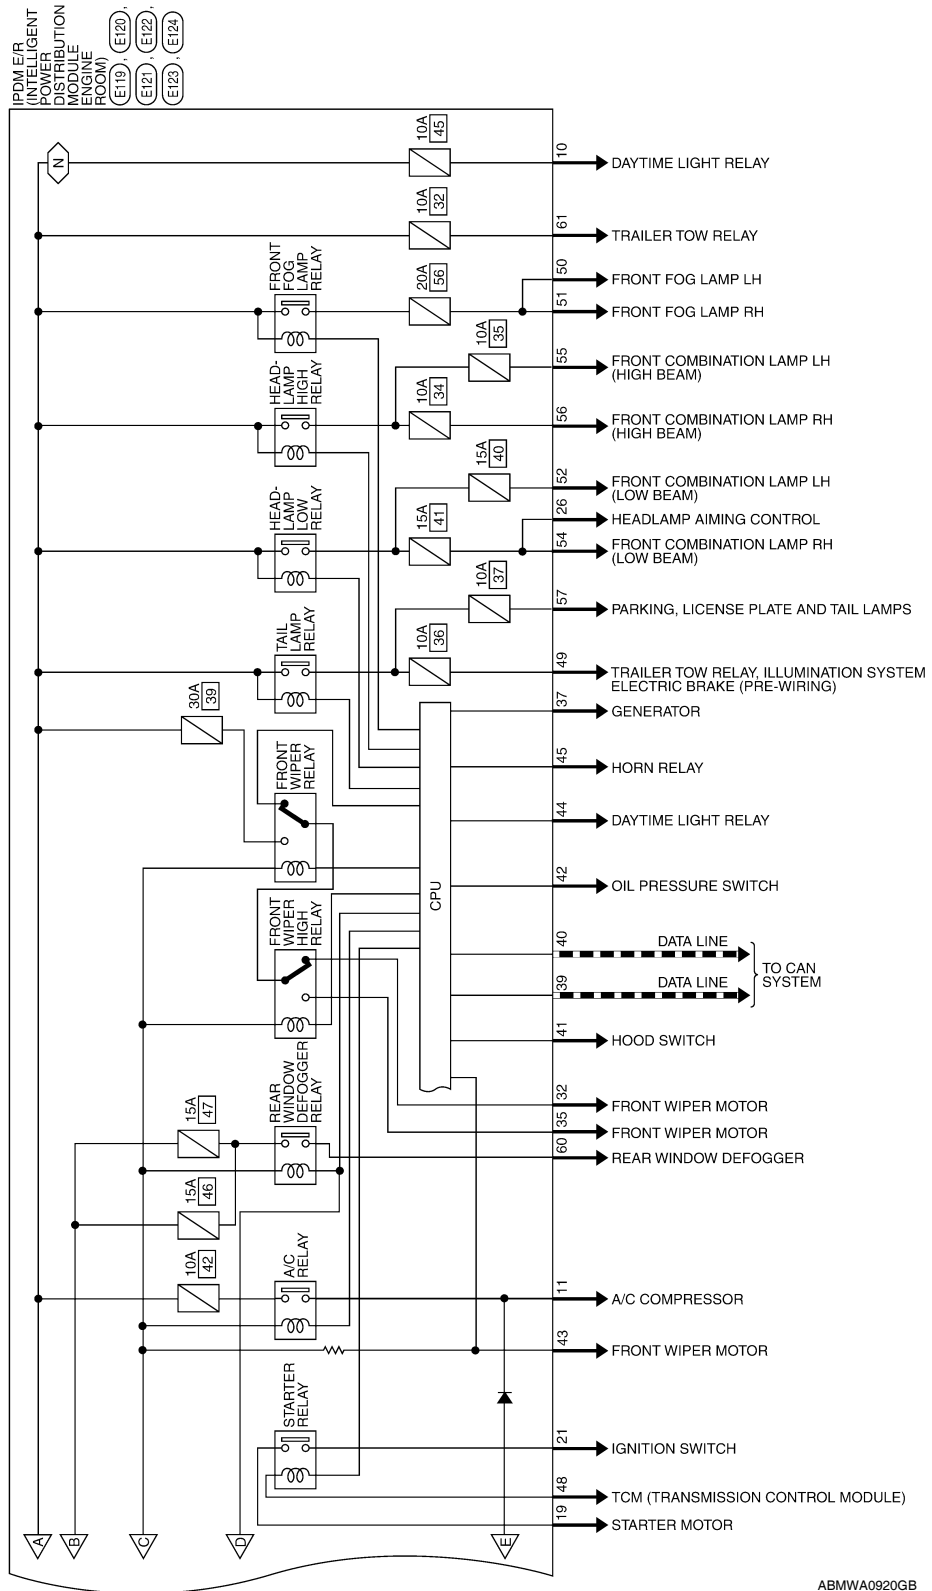 IPDM E/R
(INTELLIGENT
POWER
DISTRIBUTION
MODULE
ENGINE
ROOM)
E119 , E120 ,
E121 , E122 ,
E123 , E124
N
10A
45
10
DAYTIME LIGHT RELAY
10A
32
61
TRAILER TOW RELAY
FRONT
FOG
LAMP
RELAY
20A
56
50
FRONT FOG LAMP LH
51
FRONT FOG LAMP RH
10A
35
55
FRONT COMBINATION LAMP LH
(HIGH BEAM)
HEAD-
LAMP
HIGH
RELAY
10A
34
56
FRONT COMBINATION LAMP RH
(HIGH BEAM)
15A
40
52
FRONT COMBINATION LAMP LH
(LOW BEAM)
HEAD-
LAMP
LOW
RELAY
15A
41
26
HEADLAMP AIMING CONTROL
54
FRONT COMBINATION LAMP RH
(LOW BEAM)
10A
37
57
PARKING, LICENSE PLATE AND TAIL LAMPS
TAIL
LAMP
RELAY
10A
36
49
TRAILER TOW RELAY, ILLUMINATION SYSTEM
ELECTRIC BRAKE (PRE-WIRING)
30A
39
37
GENERATOR
FRONT
WIPER
RELAY
45
HORN RELAY
44
DAYTIME LIGHT RELAY
CPU
42
OIL PRESSURE SWITCH
FRONT
WIPER
HIGH
RELAY
40
DATA LINE
39
DATA LINE
TO CAN
SYSTEM
41
HOOD SWITCH
32
FRONT WIPER MOTOR
35
FRONT WIPER MOTOR
REAR
WINDOW
DEFOGGER
RELAY
15A
47
60
REAR WINDOW DEFOGGER
15A
46
10A
42
A/C
RELAY
11
A/C COMPRESSOR
43
FRONT WIPER MOTOR
STARTER
RELAY
21
IGNITION SWITCH
48
TCM (TRANSMISSION CONTROL MODULE)
19
STARTER MOTOR
A
B
C
D
E
ABMWA0920GB